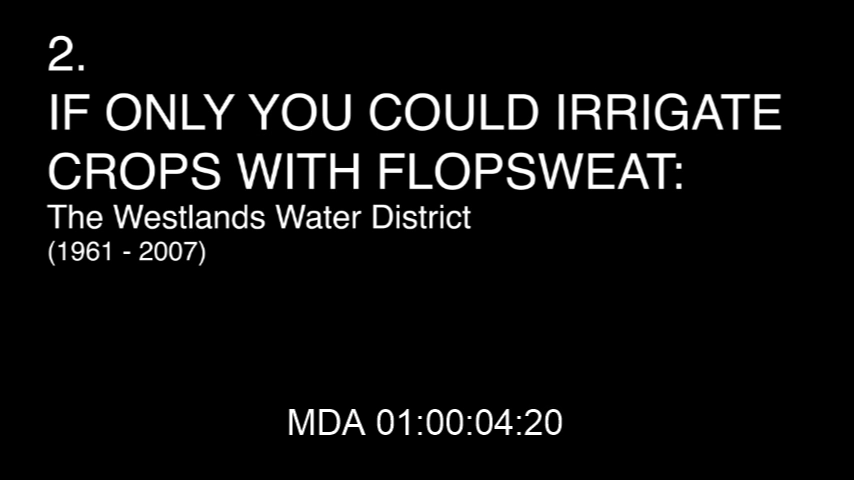 2.
IF ONLY YOU COULD IRRIGATE
CROPS WITH FLOPSWEAT:
The Westlands Water District
(1961 - 2007)
MDA 01:00:04:20